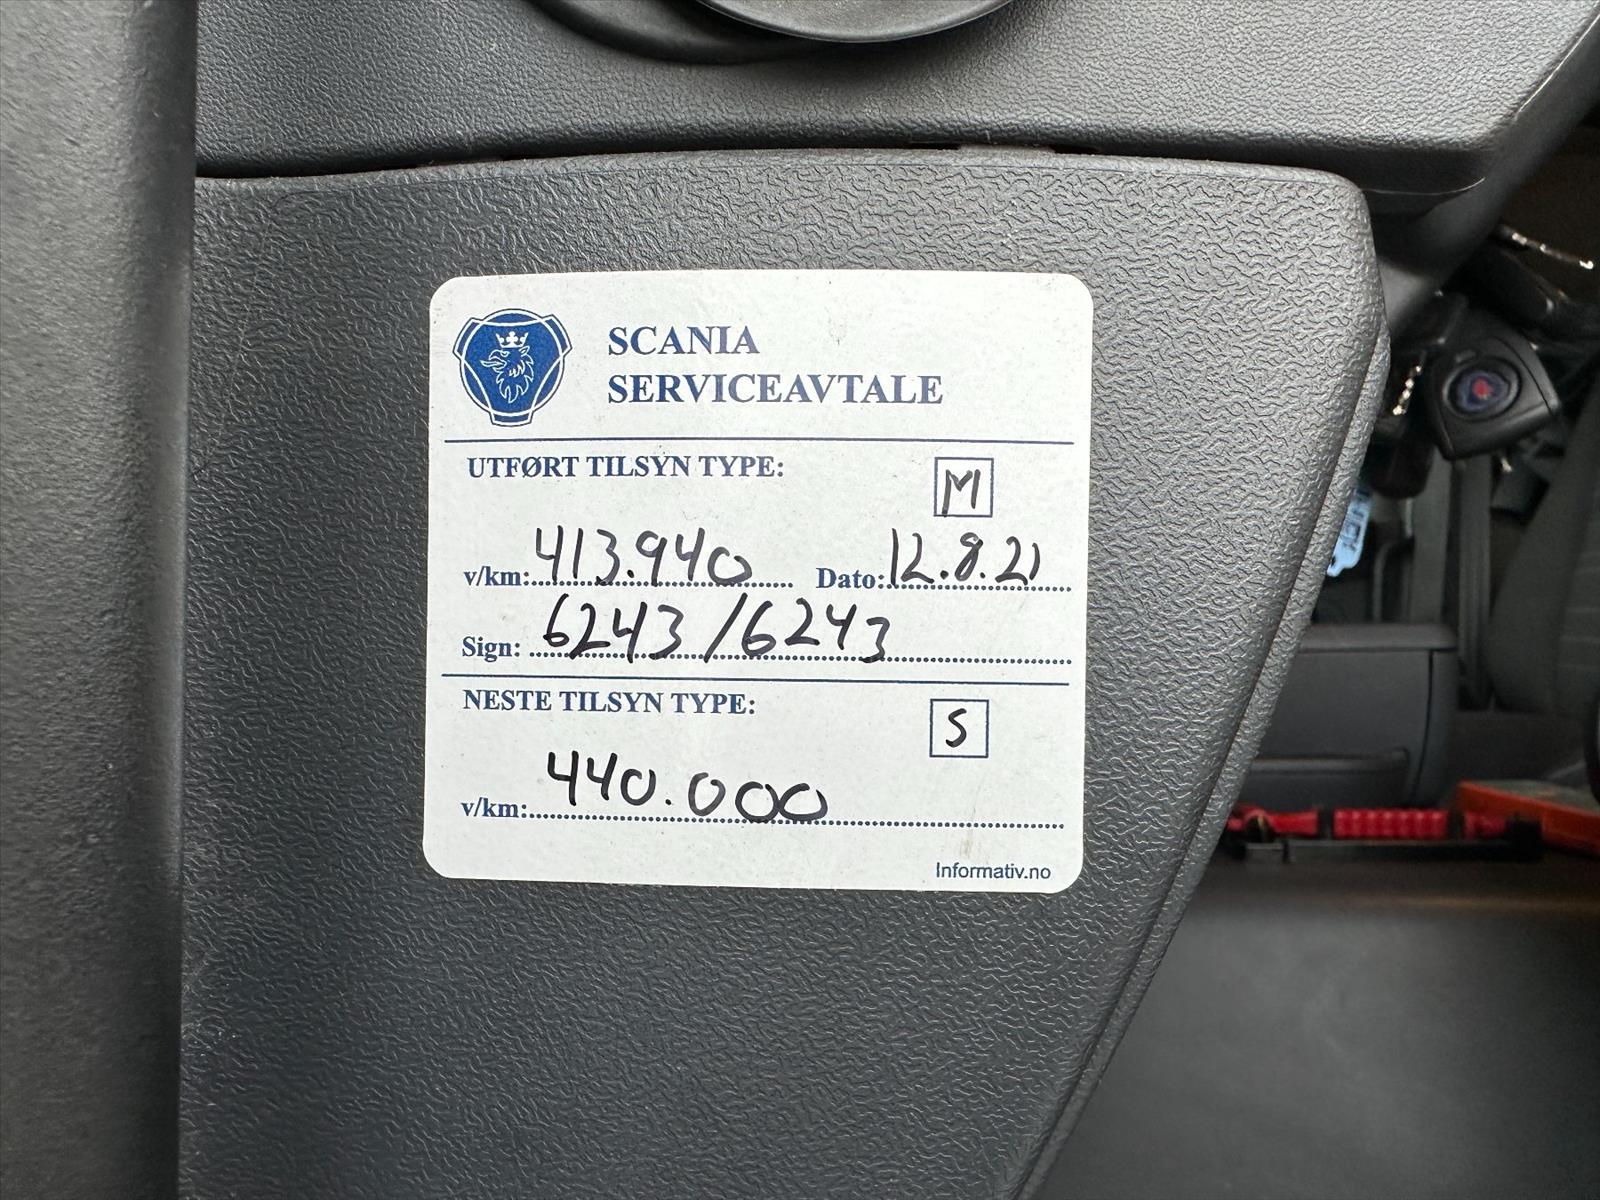 SCANIA
SERVICEAVTALE
UTFØRT TILSYN TYPE: M
v/km: 413.940 Dato: 12.8.21
Sign: 6243/6243
NESTE TILSYN TYPE: S
v/km: 440.000
Informativ.no